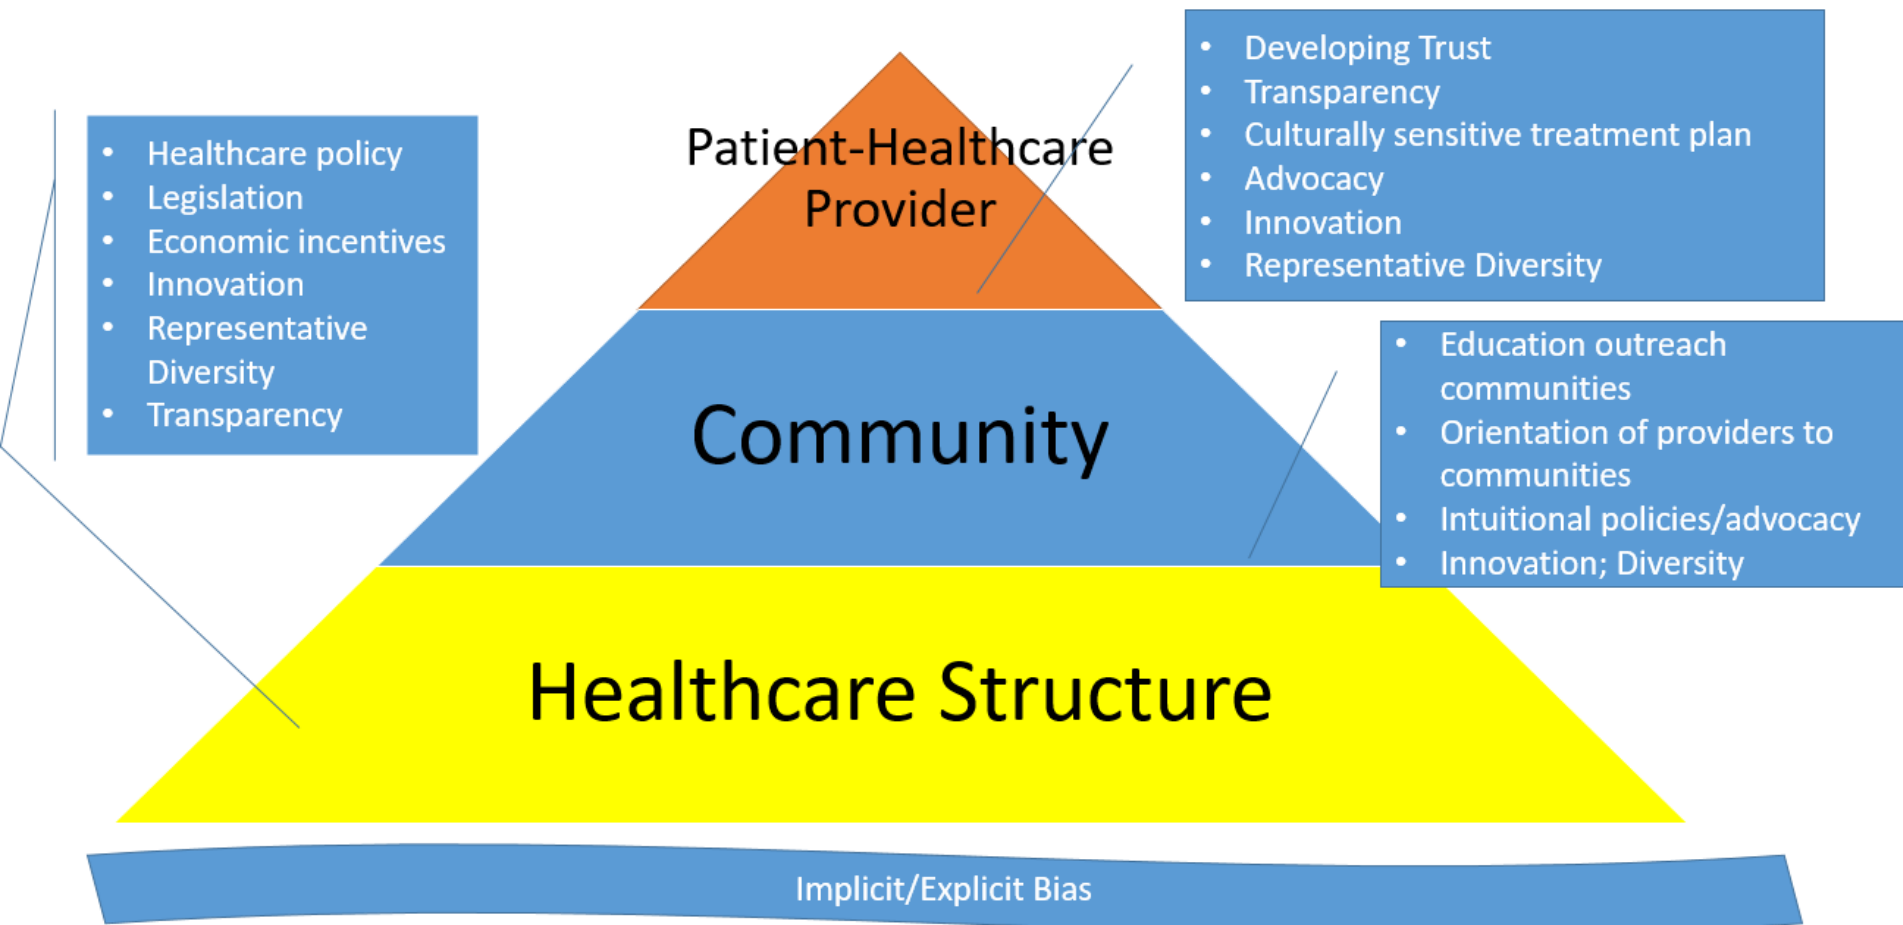 • Healthcare policy
• Legislation
• Economic incentives
• Innovation
• Representative
Diversity
• Transparency
Patient-Healthcare
Provider
• Developing Trust
• Transparency
• Culturally sensitive treatment plan
• Advocacy
• Innovation
• Representative Diversity
Community
• Education outreach
communities
• Orientation of providers to
communities
• Intuitional policies/advocacy
• Innovation; Diversity
Healthcare Structure
Implicit/Explicit Bias